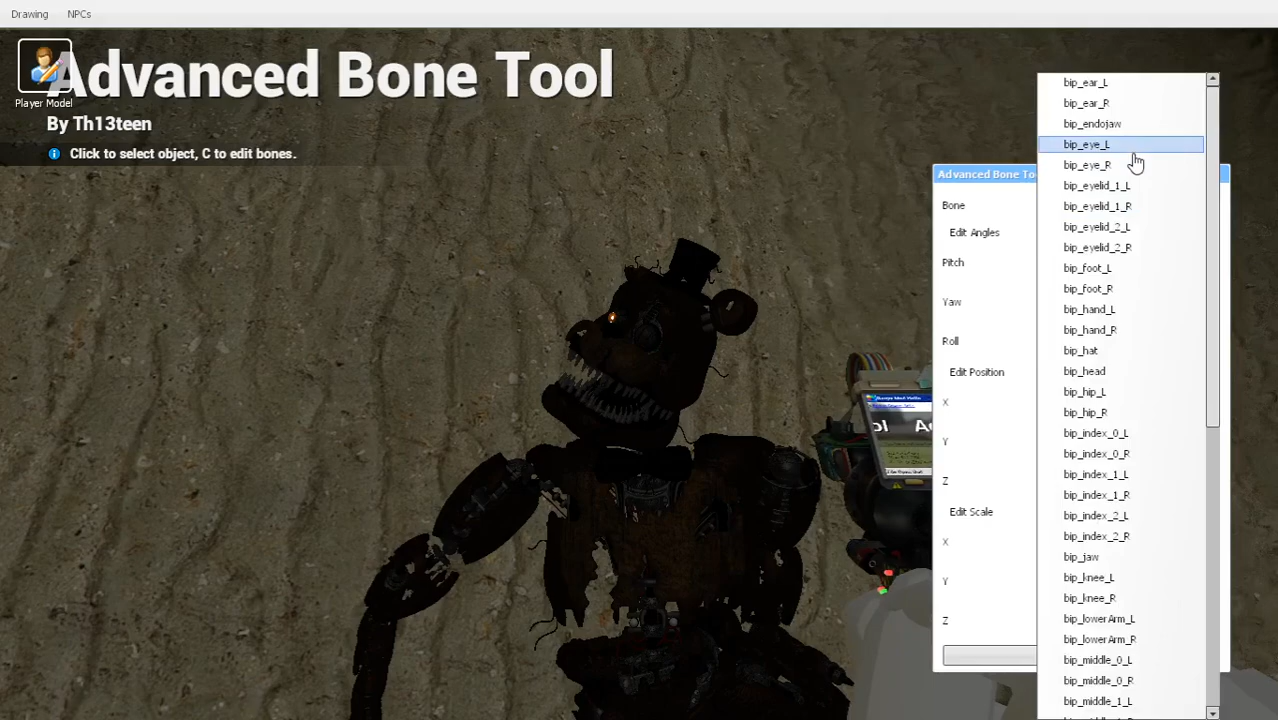 Drawing NPCs
Advanced Bone Tool
Player Model
By Th13teen
Click to select object, C to edit bones.
Advanced Bone Too
Bone
Edit Angles
Pitch
Yaw
Roll
Edit Position
X
Y
Z
Edit Scale
X
Y
Z
bip_ear_L
bip_ear_R
bip_endojaw
bip_eye_L
bip_eye_R
bip_eyelid_1_L
bip_eyelid_1_R
bip_eyelid_2_L
bip_eyelid_2_R
bip_foot_L
bip_foot_R
bip_hand_L
bip_hand_R
bip_hat
bip_head
bip_hip_L
bip_hip_R
bip_index_0_L
bip_index_0_R
bip_index_1_L
bip_index_1_R
bip_index_2_L
bip_index_2_R
bip_jaw
bip_knee_L
bip_knee_R
bip_lowerArm_L
bip_lowerArm_R
bip_middle_0_L
bip_middle_0_R
bip_middle_1_L